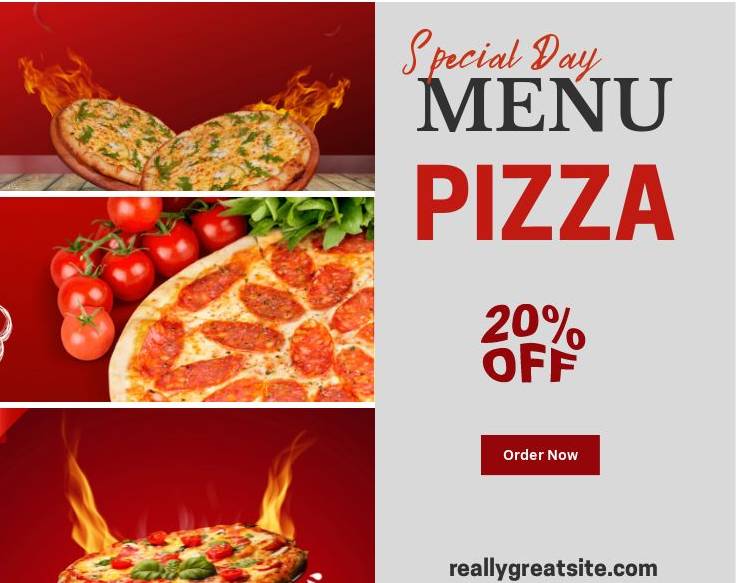 Special Day
MENU
PIZZA
20%
OFF
Order Now
reallygreatsite.com